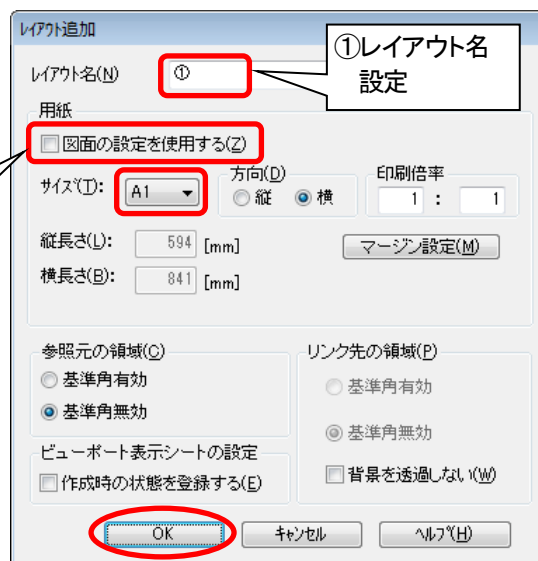 レイアウト追加
①レイアウト名
設定
レイアウト名(N) ①
用紙
図面の設定を使用する(Z)
サイズ(T): A1 方向(D) 縦 横 印刷倍率 1 : 1
縦長さ(L): 594 [mm] マージン設定(M)
横長さ(B): 841 [mm]
参照元の領域(C)
基準角有効
基準角無効
リンク先の領域(P)
基準角有効
基準角無効
背景を透過しない(W)
ビューポート表示シートの設定
作成時の状態を登録する(E)
OK キャンセル ヘルプ(H)